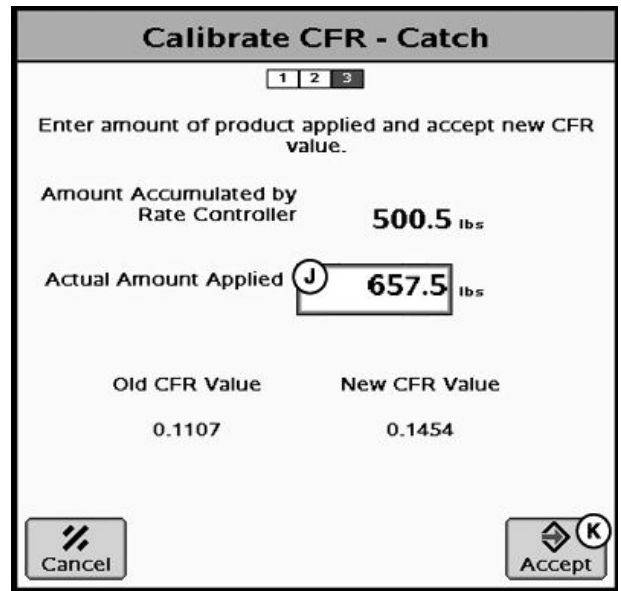 Calibrate CFR - Catch
1 2 3
Enter amount of product applied and accept new CFR
value.
Amount Accumulated by
Rate Controller
500.5 lbs
Actual Amount Applied J 657.5 lbs
Old CFR Value New CFR Value
0.1107 0.1454
Cancel
K
Accept